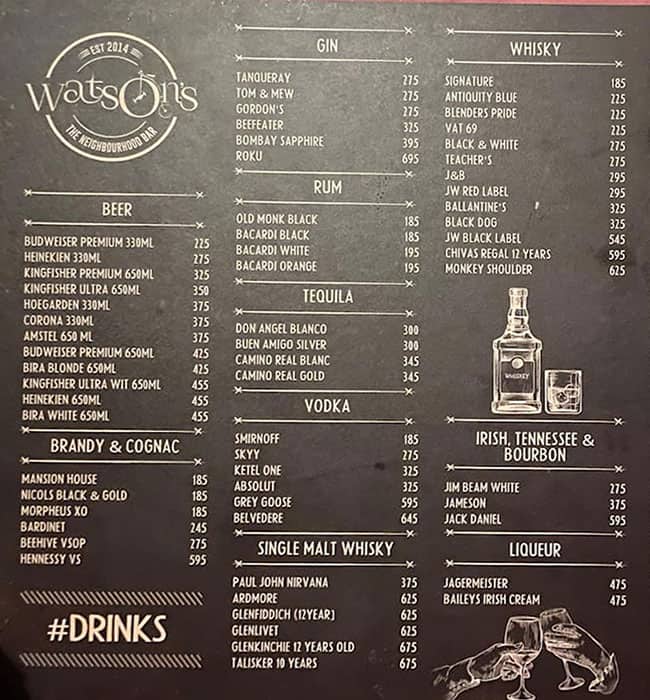 EST 2014
Watson's
THE NEIGHBOURHOOD BAR
BEER
BUDWEISER PREMIUM 330ML 225
HEINEKIEN 330ML 275
KINGFISHER PREMIUM 650ML 325
KINGFISHER ULTRA 650ML 350
HOEGARDEN 330ML 375
CORONA 330ML 375
AMSTEL 650 ML 375
BUDWEISER PREMIUM 650ML 425
BIRA BLONDE 650ML 425
KINGFISHER ULTRA WIT 650ML 455
HEINEKIEN 650ML 455
BIRA WHITE 650ML 455
BRANDY & COGNAC
MANSION HOUSE 185
NICOLS BLACK & GOLD 185
MORPHEUS XO 185
BARDINET 245
BEEHIVE VSOP 275
HENNESSY VS 595
#DRINKS
GIN
TANQUERAY 275
TOM & MEW 275
GORDON'S 275
BEEFEATER 325
BOMBAY SAPPHIRE 395
ROKU 695
RUM
OLD MONK BLACK 185
BACARDI BLACK 185
BACARDI WHITE 195
BACARDI ORANGE 195
TEQUILA
DON ANGEL BLANCO 300
BUEN AMIGO SILVER 300
CAMINO REAL BLANC 345
CAMINO REAL GOLD 345
VODKA
SMIRNOFF 185
SKYY 275
KETEL ONE 325
ABSOLUT 325
GREY GOOSE 595
BELVEDERE 645
SINGLE MALT WHISKY
PAUL JOHN NIRVANA 375
ARDMORE 625
GLENFIDDICH (12YEAR) 625
GLENLIVET 625
GLENKINCHIE 12 YEARS OLD 675
TALISKER 10 YEARS 675
WHISKY
SIGNATURE 185
ANTIQUITY BLUE 225
BLENDERS PRIDE 225
VAT 69 225
BLACK & WHITE 275
TEACHER'S 275
J&B 295
JW RED LABEL 295
BALLANTINE'S 325
BLACK DOG 325
JW BLACK LABEL 545
CHIVAS REGAL 12 YEARS 595
MONKEY SHOULDER 625
WHISKEY
IRISH, TENNESSEE &
BOURBON
JIM BEAM WHITE 275
JAMESON 375
JACK DANIEL 595
LIQUEUR
JAGERMEISTER 475
BAILEYS IRISH CREAM 475